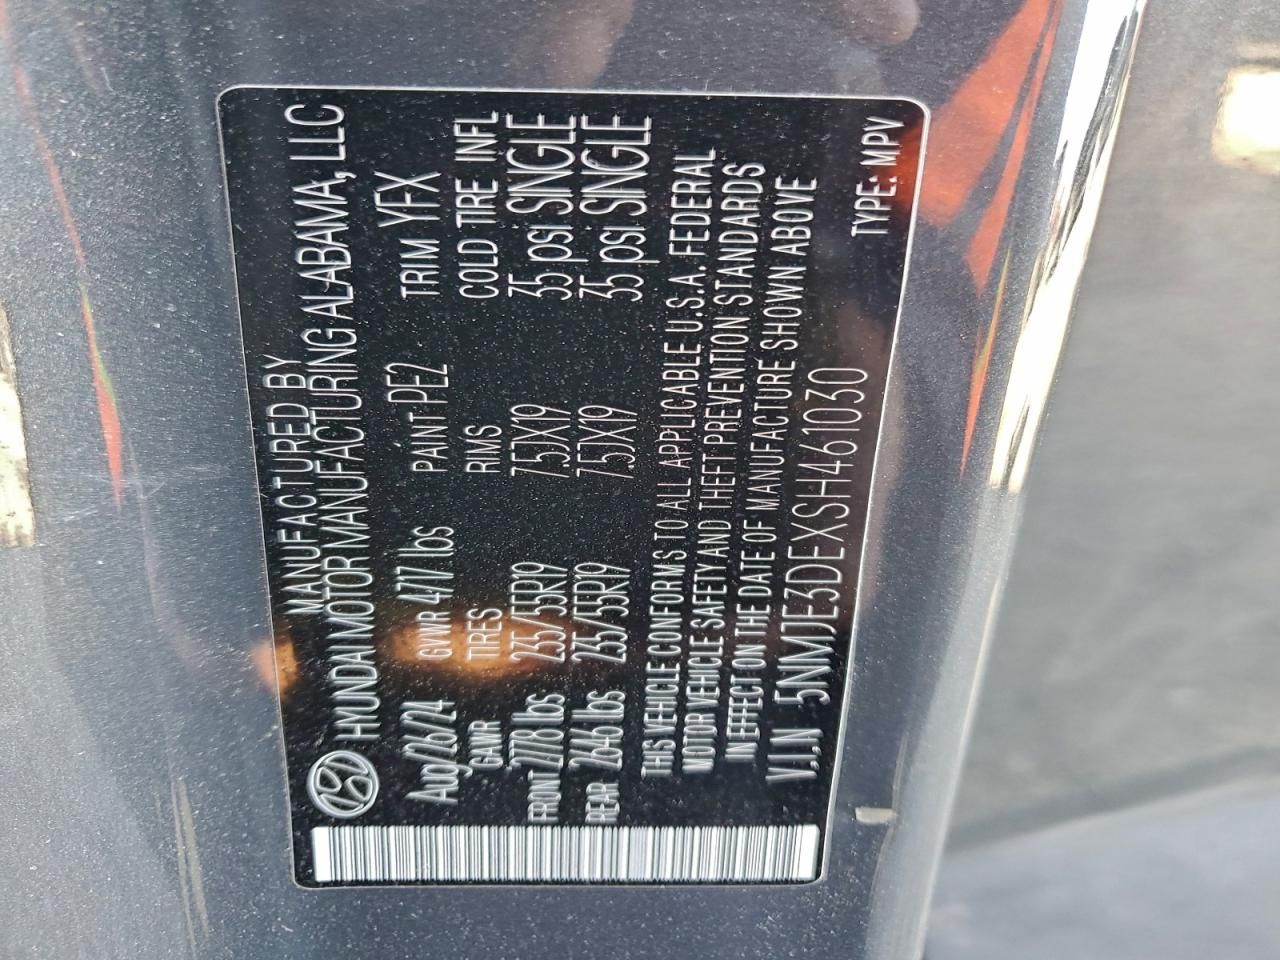 MANUFACTURED BY
HYUNDAI MOTOR MANUFACTURING ALABAMA, LLC
Aug/26/24 GVWR 4717 lbs PAINT PE2 TRIM YFX
GAWR TIRES RIMS COLD TIRE INFL
FRONT 2778 lbs 235/55R19 7.5JX19 35 psi SINGLE
REAR 2646 lbs 235/55R19 7.5JX19 35 psi SINGLE
THIS VEHICLE CONFORMS TO ALL APPLICABLE U.S.A. FEDERAL
MOTOR VEHICLE SAFETY AND THEFT PREVENTION STANDARDS
IN EFFECT ON THE DATE OF MANUFACTURE SHOWN ABOVE
V.I.N 5NMJE3DEXSH461030 TYPE: MPV